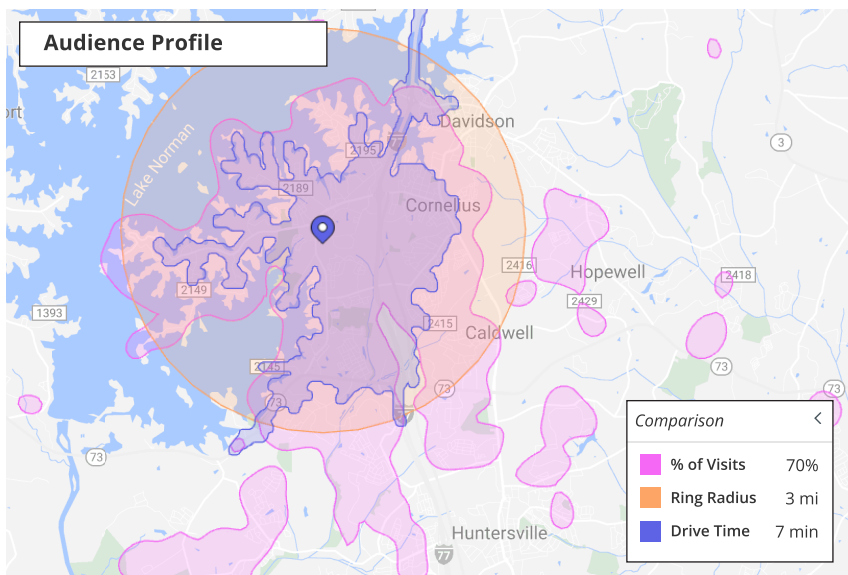 Audience Profile
2153
ort
Lake Norman
Davidson
3
77
2195
2189
Cornelius
2416
Hopewell
2418
2149
2429
1393
2415
Caldwell
2145
73
73
73
73
73
77
Comparison
% of Visits 70%
Ring Radius 3 mi
Drive Time 7 min
Huntersville
77